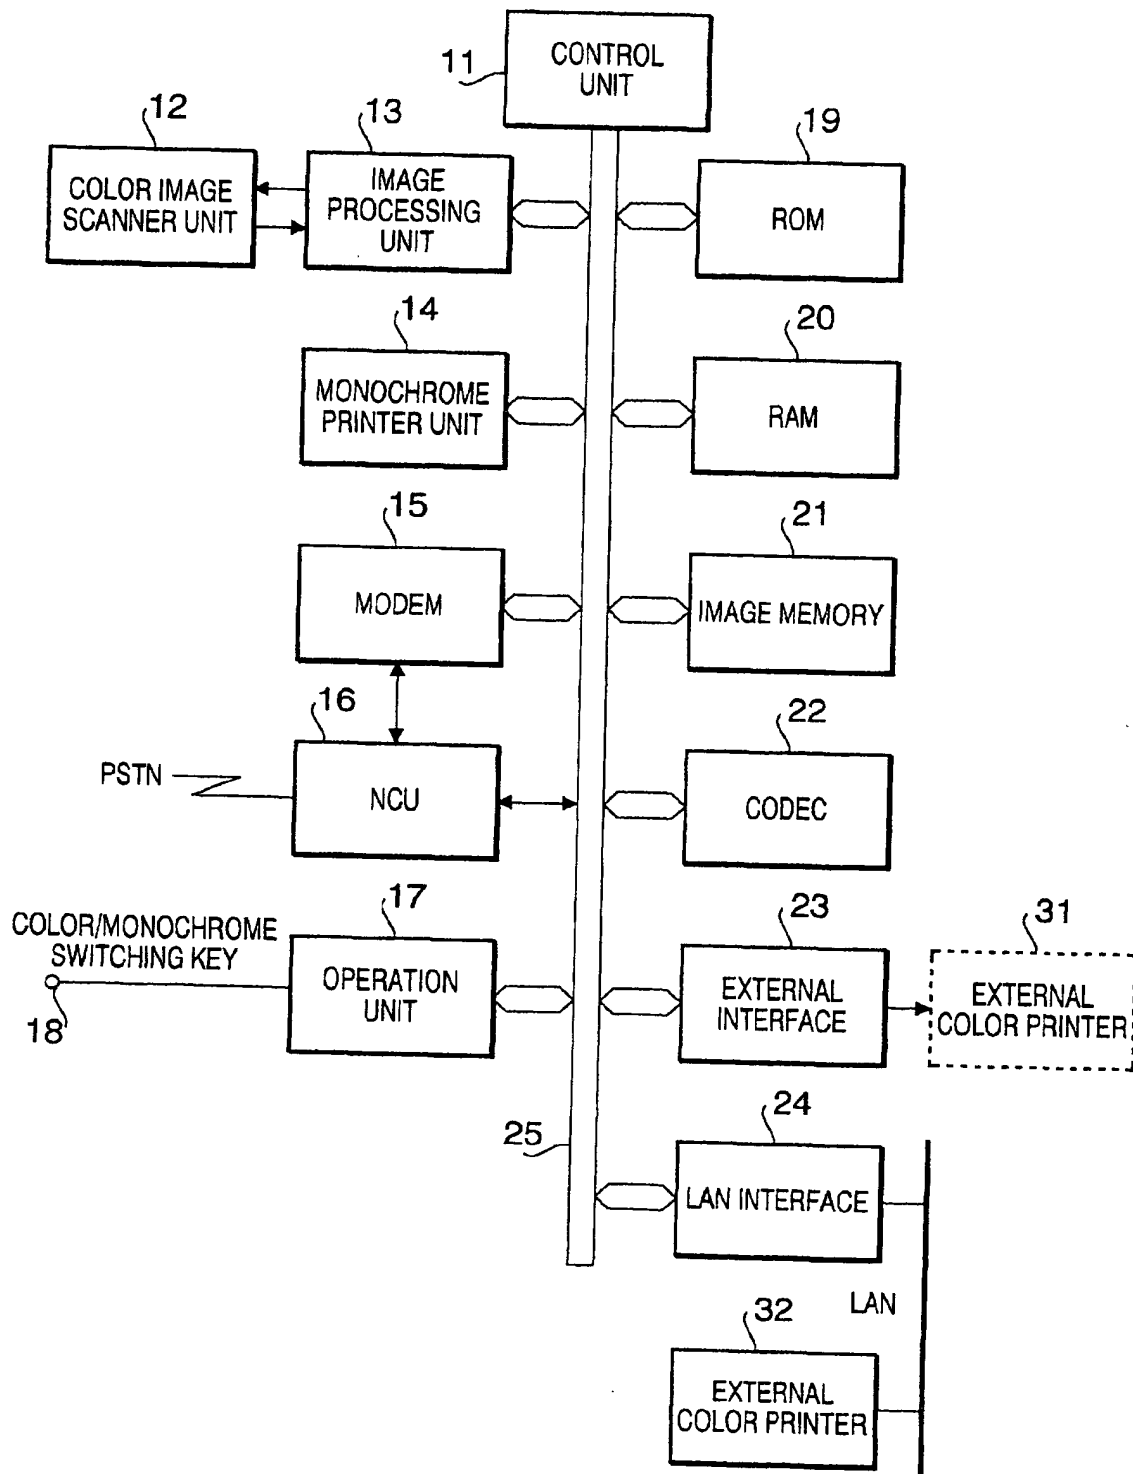 11
CONTROL
UNIT
12
COLOR IMAGE
SCANNER UNIT
13
IMAGE
PROCESSING
UNIT
19
ROM
14
MONOCHROME
PRINTER UNIT
20
RAM
15
MODEM
21
IMAGE MEMORY
PSTN
16
NCU
22
CODEC
COLOR/MONOCHROME
SWITCHING KEY
18
17
OPERATION
UNIT
23
EXTERNAL
INTERFACE
31
EXTERNAL
COLOR PRINTER
25
24
LAN INTERFACE
LAN
32
EXTERNAL
COLOR PRINTER